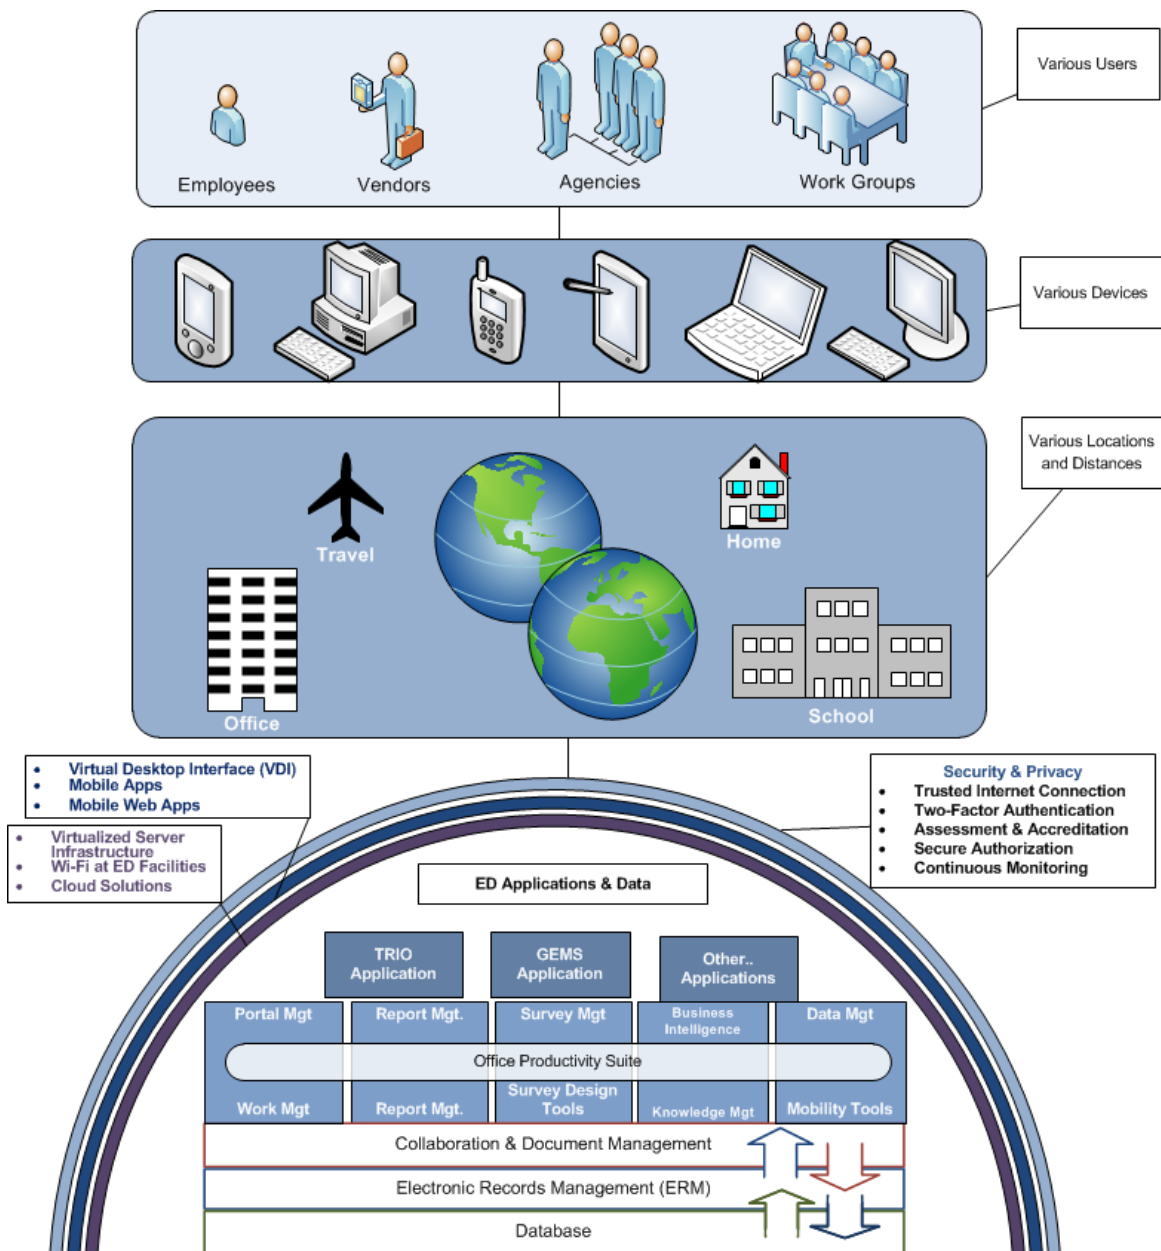 Various Users
Employees
Vendors
Agencies
Work Groups
Various Devices
Various Locations
and Distances
Travel
Home
Office
School
• Virtual Desktop Interface (VDI)
• Mobile Apps
• Mobile Web Apps
• Virtualized Server
Infrastructure
• Wi-Fi at ED Facilities
• Cloud Solutions
Security & Privacy
• Trusted Internet Connection
• Two-Factor Authentication
• Assessment & Accreditation
• Secure Authorization
• Continuous Monitoring
ED Applications & Data
TRIO
Application
GEMS
Application
Other..
Applications
Portal Mgt
Report Mgt.
Survey Mgt
Business
Intelligence
Data Mgt
Office Productivity Suite
Work Mgt
Report Mgt.
Survey Design
Tools
Knowledge Mgt
Mobility Tools
Collaboration & Document Management
Electronic Records Management (ERM)
Database